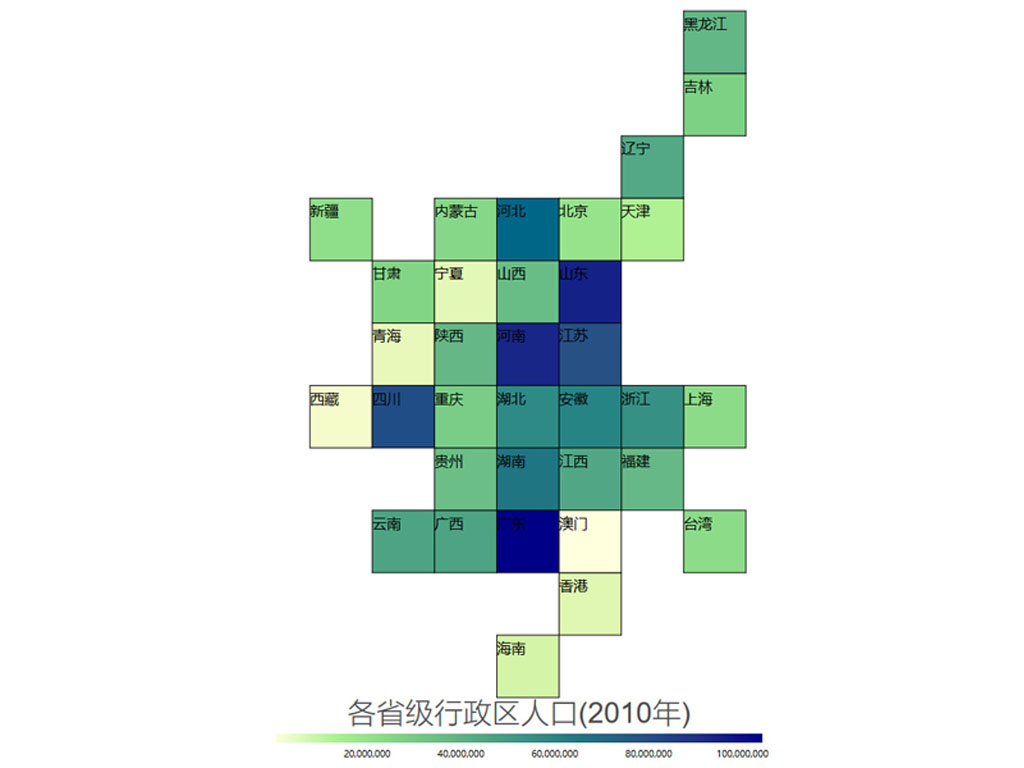 黑龙江
吉林
辽宁
新疆
内蒙古
河北
北京
天津
甘肃
宁夏
山西
山东
青海
陕西
河南
江苏
西藏
四川
重庆
湖北
安徽
浙江
上海
贵州
湖南
江西
福建
云南
广西
广东
澳门
台湾
香港
海南
各省级行政区人口(2010年)
20,000,000
40,000,000
60,000,000
80,000,000
100,000,000